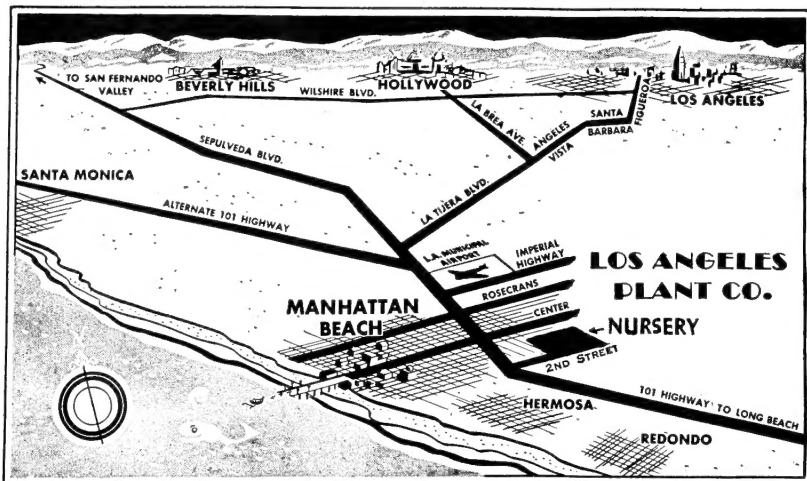 TO SAN FERNANDO
VALLEY
BEVERLY HILLS
HOLLYWOOD
LOS ANGELES
WILSHIRE BLVD.
LA BREA AVE.
ANGELES
VISTA
SANTA
BARBARA
FIGUEROA
SEPULVEDA BLVD.
SANTA MONICA
ALTERNATE 101 HIGHWAY
LA TIJERA BLVD.
L.A. MUNICIPAL
AIRPORT
IMPERIAL
HIGHWAY
LOS ANGELES
PLANT CO.
ROSECRANS
MANHATTAN
BEACH
CENTER
NURSERY
2ND STREET
101 HIGHWAY TO LONG BEACH
HERMOSA
REDONDO